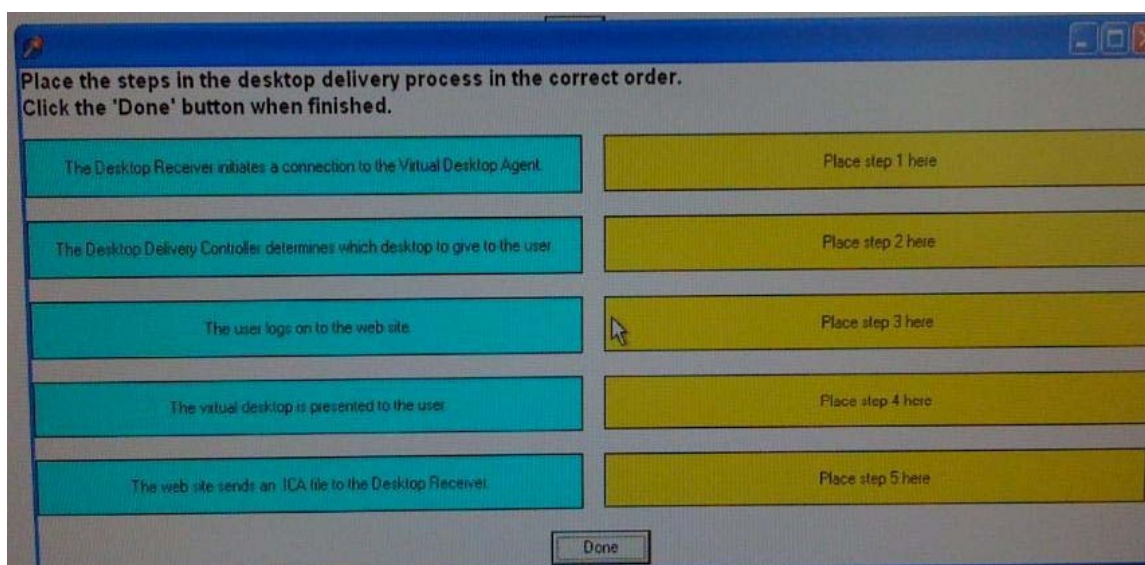 Place the steps in the desktop delivery process in the correct order.
Click the 'Done' button when finished.
The Desktop Receiver initiates a connection to the Virtual Desktop Agent.
Place step 1 here
The Desktop Delivery Controller determines which desktop to give to the user
Place step 2 here
The user logs on to the web site.
Place step 3 here
The virtual desktop is presented to the user
Place step 4 here
The web site sends an .ICA file to the Desktop Receiver.
Place step 5 here
Done